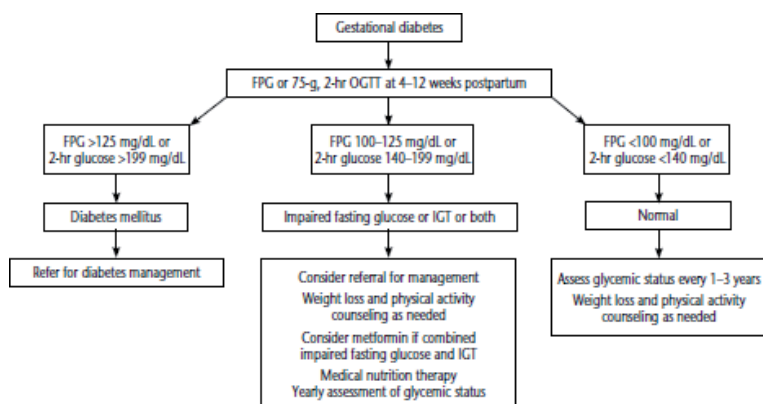 Gestational diabetes
FPG or 75-g, 2-hr OGTT at 4–12 weeks postpartum
FPG >125 mg/dL or
2-hr glucose >199 mg/dL
FPG 100–125 mg/dL or
2-hr glucose 140–199 mg/dL
FPG <100 mg/dL or
2-hr glucose <140 mg/dL
Diabetes mellitus
Impaired fasting glucose or IGT or both
Normal
Refer for diabetes management
Consider referral for management
Weight loss and physical activity
counseling as needed
Consider metformin if combined
impaired fasting glucose and IGT
Medical nutrition therapy
Yearly assessment of glycemic status
Assess glycemic status every 1–3 years
Weight loss and physical activity
counseling as needed